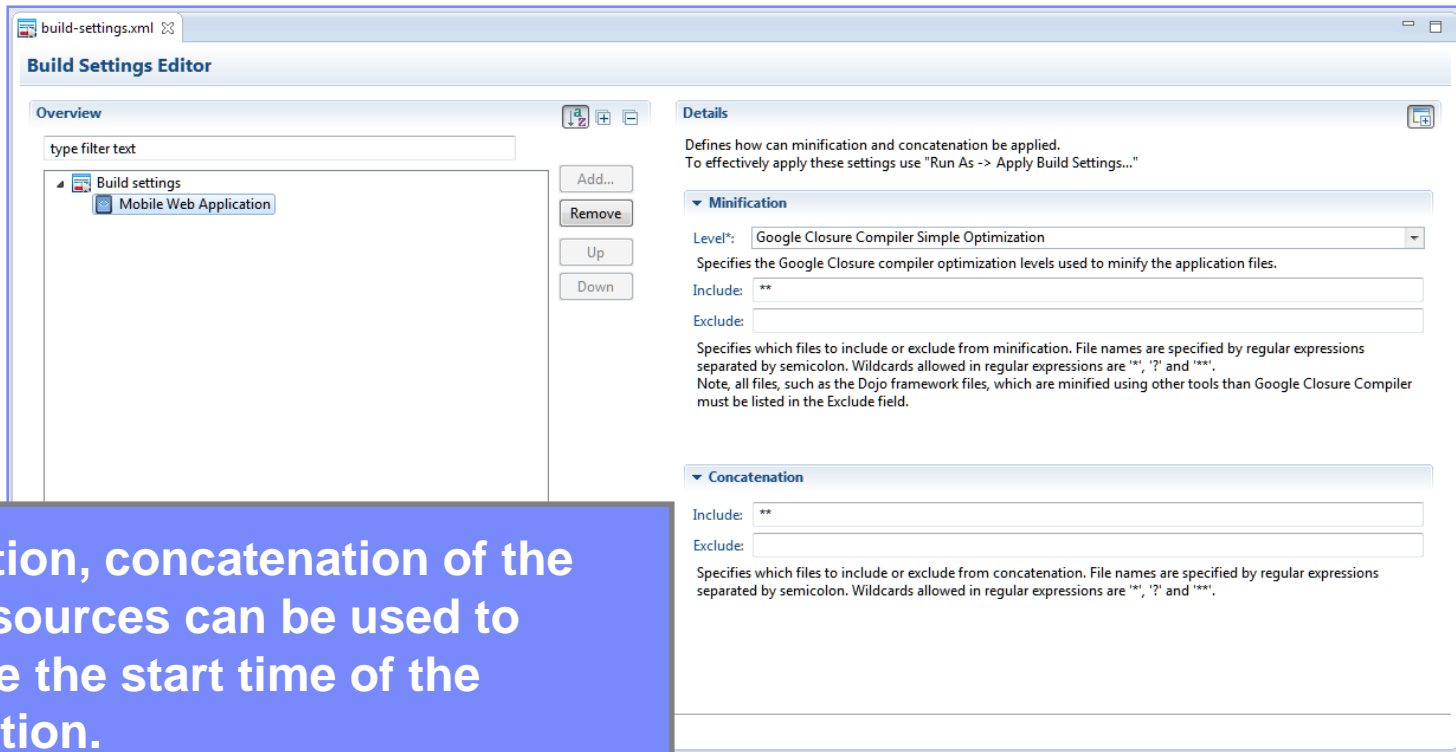 build-settings.xml
Build Settings Editor
Overview
type filter text
Build settings
Mobile Web Application
Add...
Remove
Up
Down
Details
Defines how can minification and concatenation be applied.
To effectively apply these settings use "Run As -> Apply Build Settings..."
Minification
Level*: Google Closure Compiler Simple Optimization
Specifies the Google Closure compiler optimization levels used to minify the application files.
Include: **
Exclude:
Specifies which files to include or exclude from minification. File names are specified by regular expressions
separated by semicolon. Wildcards allowed in regular expressions are '*', '?' and '**'.
Note, all files, such as the Dojo framework files, which are minified using other tools than Google Closure Compiler
must be listed in the Exclude field.
Concatenation
Include: **
Exclude:
Specifies which files to include or exclude from concatenation. File names are specified by regular expressions
separated by semicolon. Wildcards allowed in regular expressions are '*', '?' and '**'.
tion, concatenation of the
sources can be used to
e the start time of the
tion.